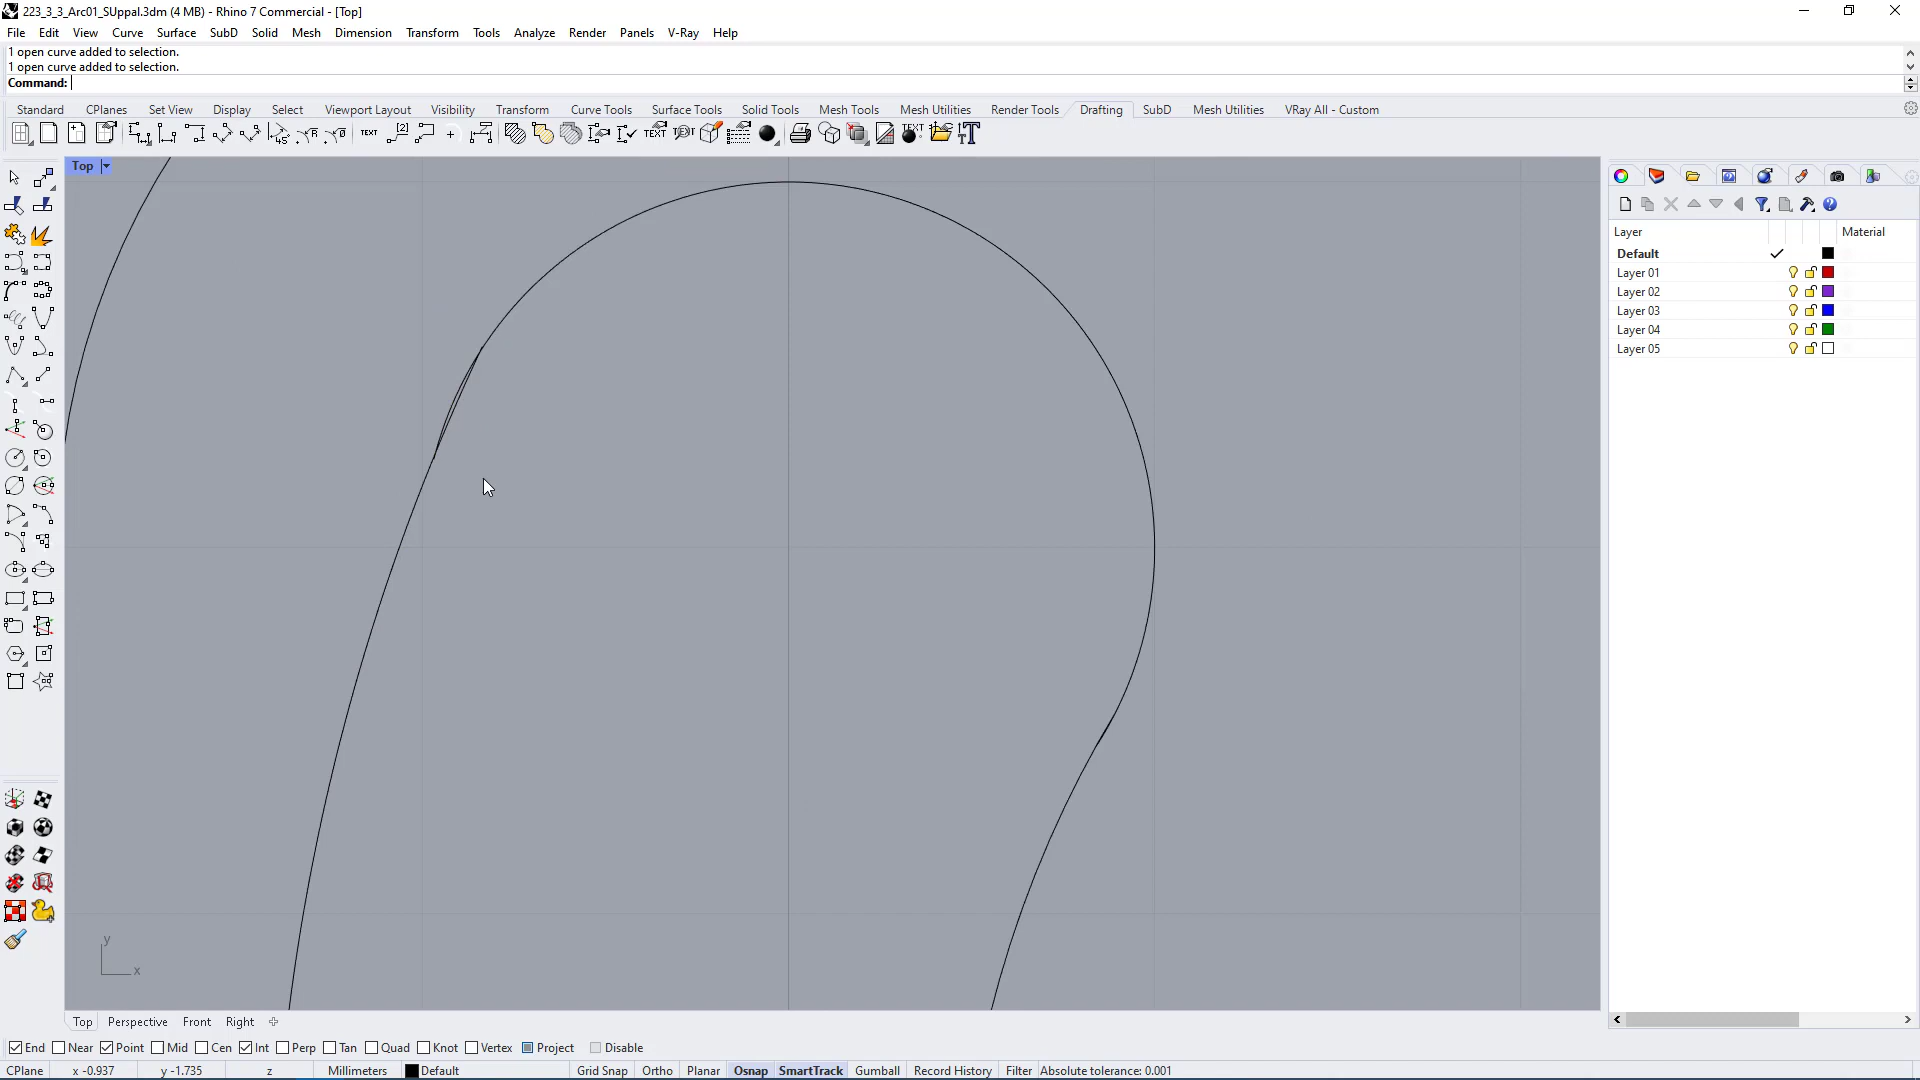 223_3_3_Arc01_SUppal.3dm (4 MB) - Rhino 7 Commercial - [Top]
File Edit View Curve Surface SubD Solid Mesh Dimension Transform Tools Analyze Render Panels V-Ray Help
1 open curve added to selection.
1 open curve added to selection.
Command:
Standard CPlanes Set View Display Select Viewport Layout Visibility Transform Curve Tools Surface Tools Solid Tools Mesh Tools Mesh Utilities Render Tools Drafting SubD Mesh Utilities VRay All - Custom
Top
Layer Material
Default
Layer 01
Layer 02
Layer 03
Layer 04
Layer 05
y
x
Top Perspective Front Right
End Near Point Mid Cen Int Perp Tan Quad Knot Vertex Project Disable
CPlane x -0.937 y -1.735 z Millimeters Default Grid Snap Ortho Planar Osnap SmartTrack Gumball Record History Filter Absolute tolerance: 0.001